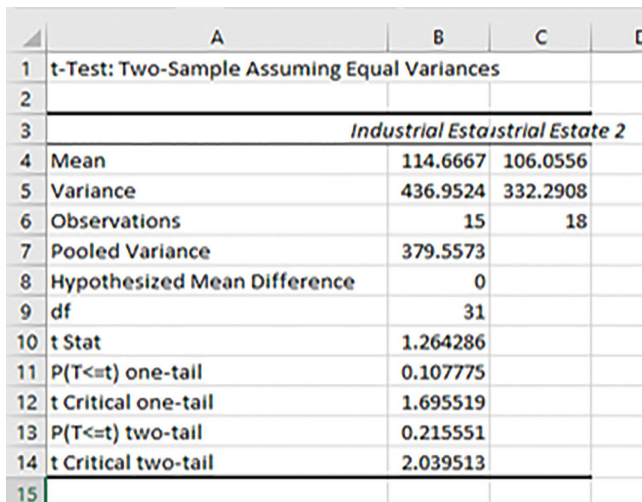 A B C
1 t-Test: Two-Sample Assuming Equal Variances
2
3 Industrial Esta ustrial Estate 2
4 Mean 114.6667 106.0556
5 Variance 436.9524 332.2908
6 Observations 15 18
7 Pooled Variance 379.5573
8 Hypothesized Mean Difference 0
9 df 31
10 t Stat 1.264286
11 P(T<=t) one-tail 0.107775
12 t Critical one-tail 1.695519
13 P(T<=t) two-tail 0.215551
14 t Critical two-tail 2.039513
15